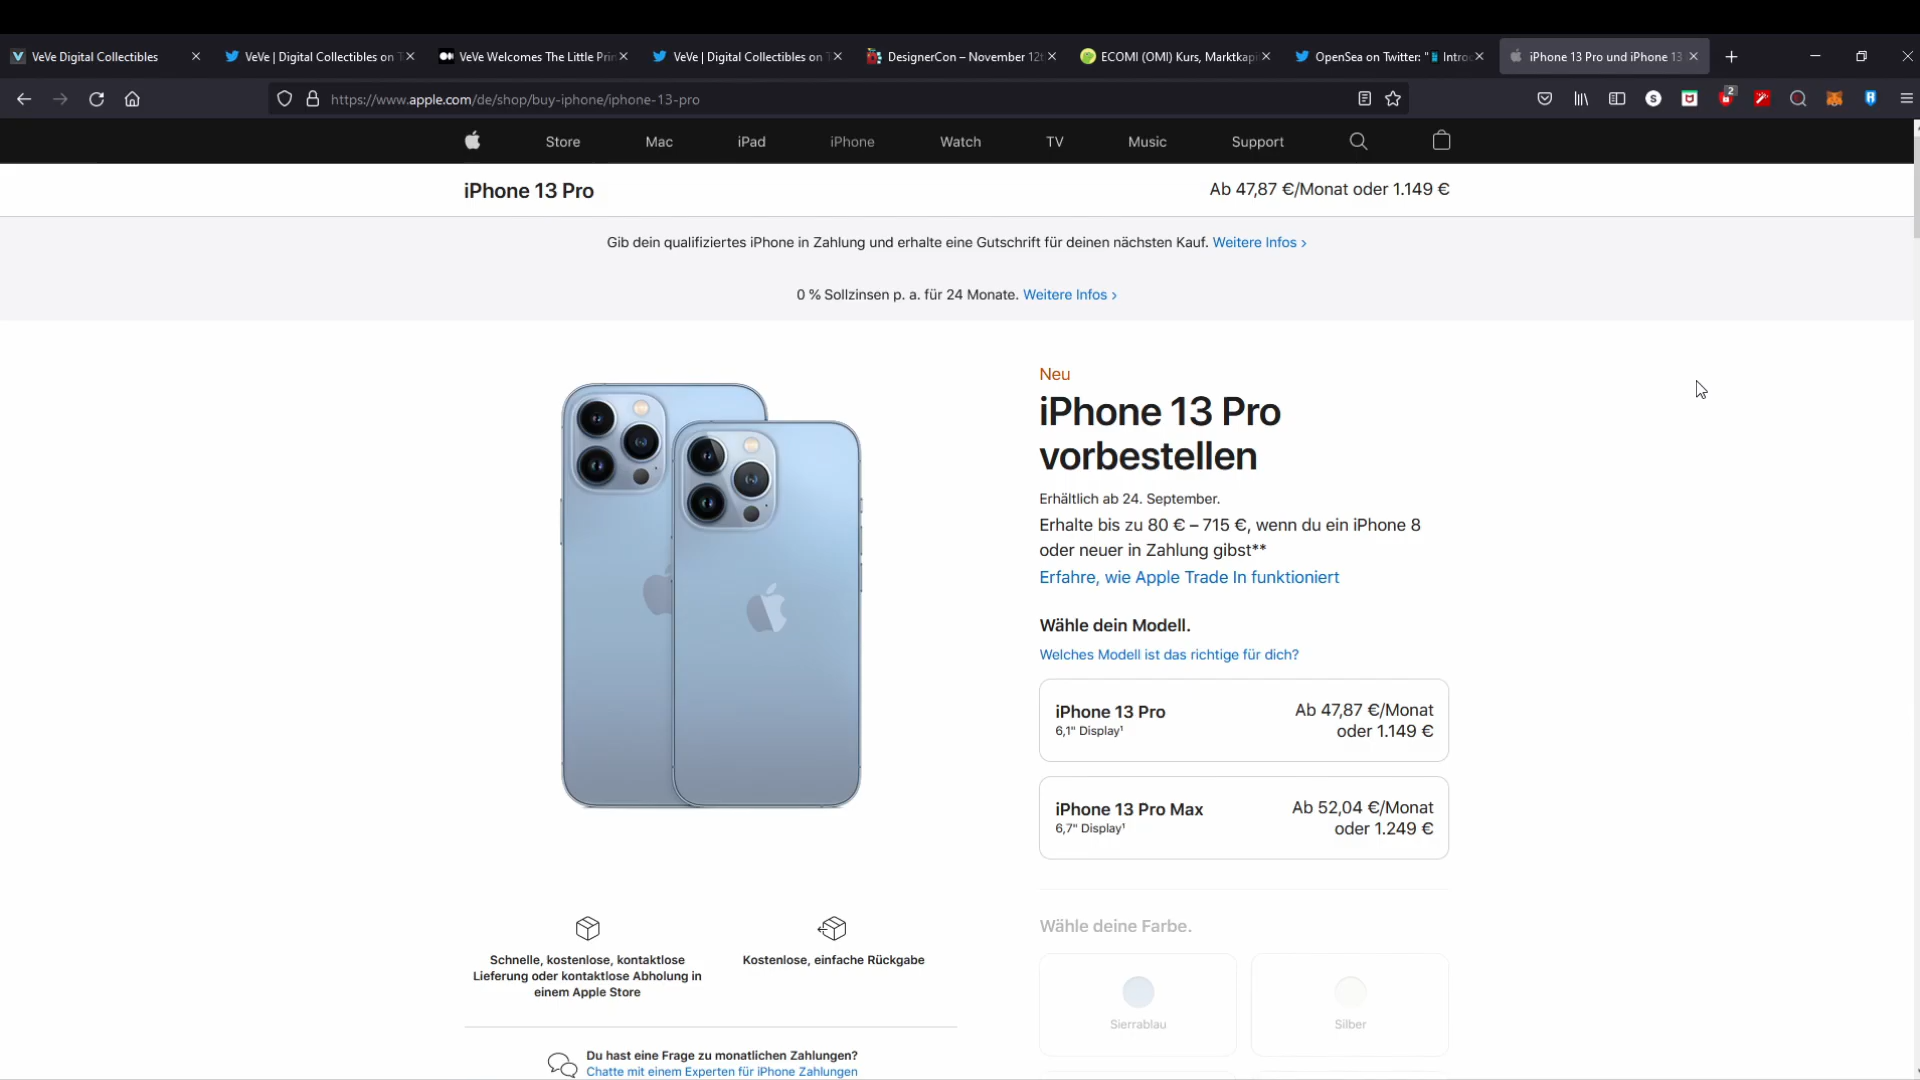 VeVe Digital Collectibles
VeVe | Digital Collectibles on T
VeVe Welcomes The Little Prin
VeVe | Digital Collectibles on T
DesignerCon – November 12t
ECOMI (OMI) Kurs, Marktkapi
OpenSea on Twitter: " Introd
iPhone 13 Pro und iPhone 13
https://www.apple.com/de/shop/buy-iphone/iphone-13-pro
S
2
Store
Mac
iPad
iPhone
Watch
TV
Music
Support
iPhone 13 Pro
Ab 47,87 €/Monat oder 1.149 €
Gib dein qualifiziertes iPhone in Zahlung und erhalte eine Gutschrift für deinen nächsten Kauf. Weitere Infos >
0 % Sollzinsen p. a. für 24 Monate. Weitere Infos >
Neu
iPhone 13 Pro
vorbestellen
Erhältlich ab 24. September.
Erhalte bis zu 80 € – 715 €, wenn du ein iPhone 8
oder neuer in Zahlung gibst**
Erfahre, wie Apple Trade In funktioniert
Wähle dein Modell.
Welches Modell ist das richtige für dich?
iPhone 13 Pro
6,1" Display¹
Ab 47,87 €/Monat
oder 1.149 €
iPhone 13 Pro Max
6,7" Display¹
Ab 52,04 €/Monat
oder 1.249 €
Wähle deine Farbe.
Sierrablau
Silber
Schnelle, kostenlose, kontaktlose
Lieferung oder kontaktlose Abholung in
einem Apple Store
Kostenlose, einfache Rückgabe
Du hast eine Frage zu monatlichen Zahlungen?
Chatte mit einem Experten für iPhone Zahlungen